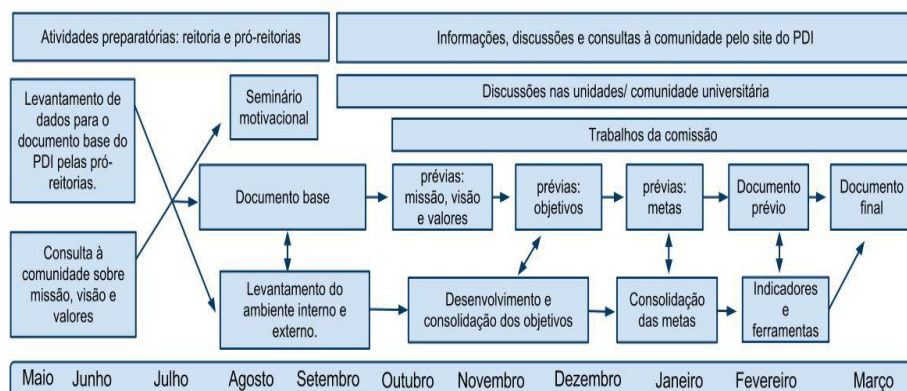 Atividades preparatórias: reitoria e pró-reitorias
Informações, discussões e consultas à comunidade pelo site do PDI
Levantamento de
dados para o
documento base do
PDI pelas pró-
reitorias.
Seminário
motivacional
Discussões nas unidades/ comunidade universitária
Trabalhos da comissão
Documento base
prévias:
missão, visão
e valores
prévias:
objetivos
prévias:
metas
Documento
prévio
Documento
final
Consulta à
comunidade sobre
missão, visão e
valores
Levantamento do
ambiente interno e
externo.
Desenvolvimento e
consolidação dos objetivos
Consolidação
das metas
Indicadores
e
ferramentas
Maio Junho Julho Agosto Setembro Outubro Novembro Dezembro Janeiro Fevereiro Março